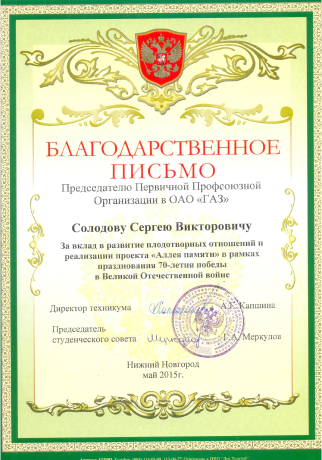 БЛАГОДАРСТВЕННОЕ
ПИСЬМО
Председателю Первичной Профсоюзной
Организации в ОАО «ГАЗ»
Солодову Сергею Викторовичу
За вклад в развитие плодотворных отношений и
реализации проекта «Аллея памяти» в рамках
празднования 70-летия победы
в Великой Отечественной войне
Директор техникума
А.Г. Капшина
Председатель
студенческого совета
Г.А. Меркулов
Нижний Новгород
май 2015г.